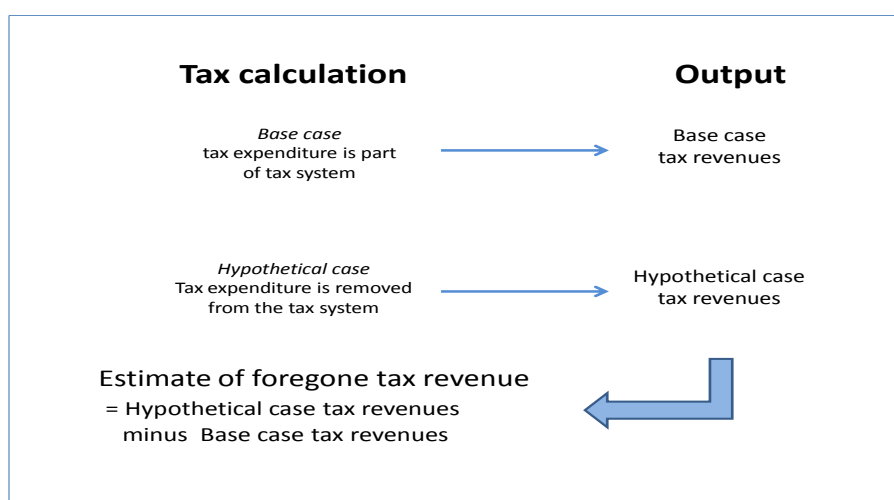 Tax calculation
Output
Base case
tax expenditure is part
of tax system
Base case
tax revenues
Hypothetical case
Tax expenditure is removed
from the tax system
Hypothetical case
tax revenues
Estimate of foregone tax revenue
= Hypothetical case tax revenues
minus Base case tax revenues